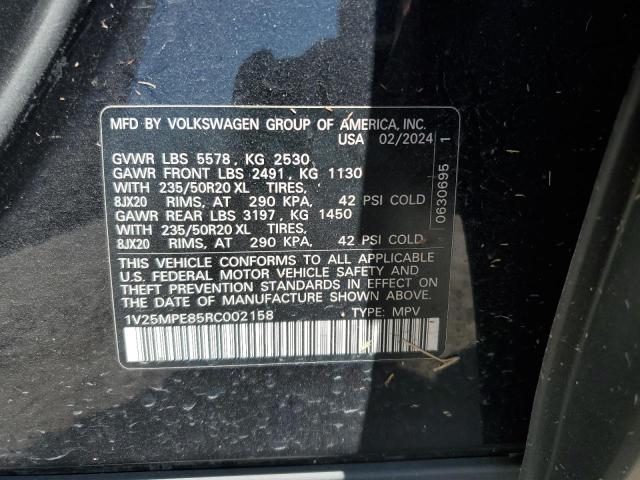 MFD BY VOLKSWAGEN GROUP OF AMERICA, INC.
USA 02/2024
GVWR LBS 5578 , KG 2530
GAWR FRONT LBS 2491 , KG 1130
WITH 235/50R20 XL TIRES,
8JX20 RIMS, AT 290 KPA, 42 PSI COLD
GAWR REAR LBS 3197 , KG 1450
WITH 235/50R20 XL TIRES,
8JX20 RIMS, AT 290 KPA, 42 PSI COLD
THIS VEHICLE CONFORMS TO ALL APPLICABLE
U.S. FEDERAL MOTOR VEHICLE SAFETY AND
THEFT PREVENTION STANDARDS IN EFFECT ON
THE DATE OF MANUFACTURE SHOWN ABOVE.
1V25MPE85RC002158 TYPE: MPV
0630695 1